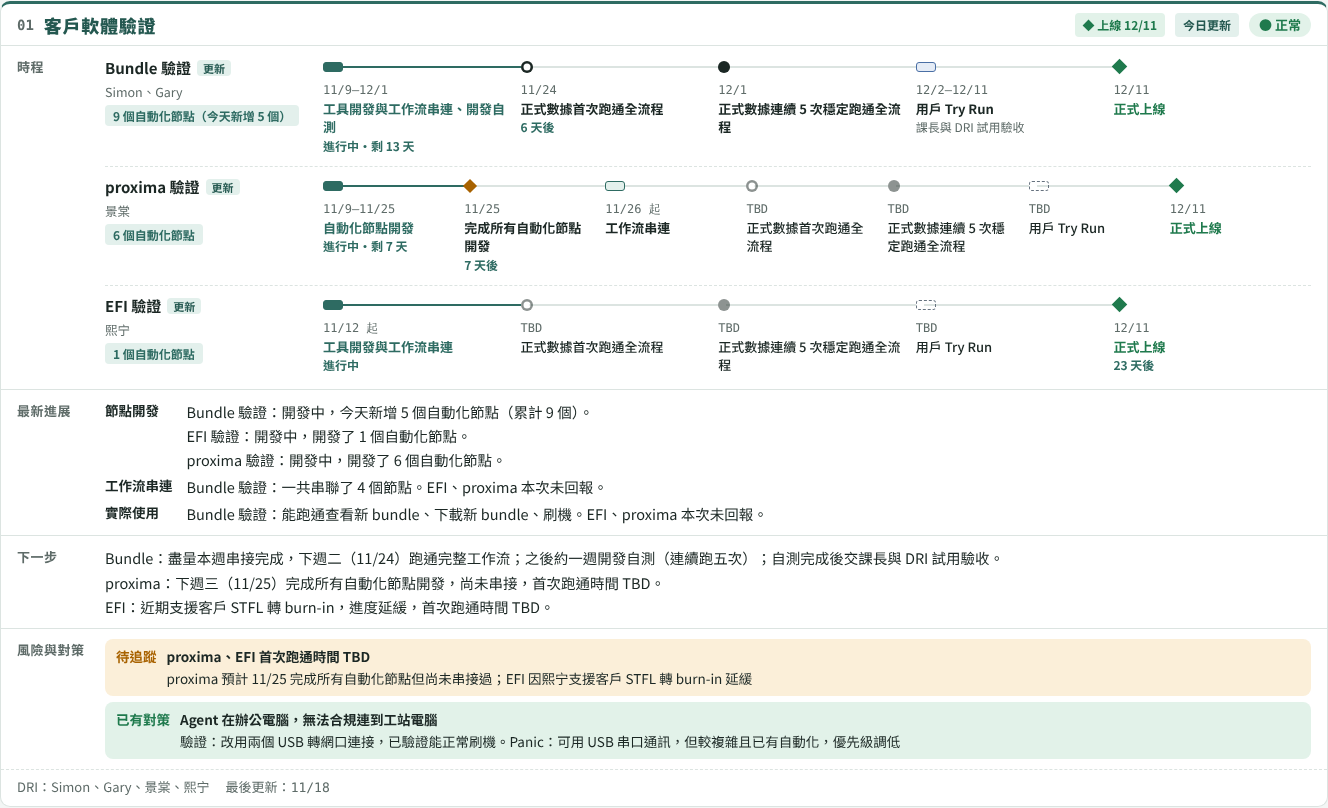 01 客戶軟體驗證
上線 12/11
今日更新
正常
時程
Bundle 驗證 更新
Simon、Gary
9 個自動化節點（今天新增 5 個）
11/9–12/1
工具開發與工作流串連、開發自
測
進行中・剩 13 天
11/24
正式數據首次跑通全流程
6 天後
12/1
正式數據連續 5 次穩定跑通全流
程
12/2–12/11
用戶 Try Run
課長與 DRI 試用驗收
12/11
正式上線
proxima 驗證 更新
景棠
6 個自動化節點
11/9–11/25
自動化節點開發
進行中・剩 7 天
11/25
完成所有自動化節點
開發
7 天後
11/26 起
工作流串連
TBD
正式數據首次跑通全
流程
TBD
正式數據連續 5 次穩
定跑通全流程
TBD
用戶 Try Run
12/11
正式上線
EFI 驗證 更新
熙宁
1 個自動化節點
11/12 起
工具開發與工作流串連
進行中
TBD
正式數據首次跑通全流程
TBD
正式數據連續 5 次穩定跑通全流
程
TBD
用戶 Try Run
12/11
正式上線
23 天後
最新進展
節點開發
Bundle 驗證：開發中，今天新增 5 個自動化節點（累計 9 個）。
EFI 驗證：開發中，開發了 1 個自動化節點。
proxima 驗證：開發中，開發了 6 個自動化節點。
工作流串連
Bundle 驗證：一共串聯了 4 個節點。EFI、proxima 本次未回報。
實際使用
Bundle 驗證：能跑通查看新 bundle、下載新 bundle、刷機。EFI、proxima 本次未回報。
下一步
Bundle：盡量本週串接完成，下週二（11/24）跑通完整工作流；之後約一週開發自測（連續跑五次）；自測完成後交課長與 DRI 試用驗收。
proxima：下週三（11/25）完成所有自動化節點開發，尚未串接，首次跑通時間 TBD。
EFI：近期支援客戶 STFL 轉 burn-in，進度延緩，首次跑通時間 TBD。
風險與對策
待追蹤 proxima、EFI 首次跑通時間 TBD
proxima 預計 11/25 完成所有自動化節點但尚未串接過；EFI 因熙宁支援客戶 STFL 轉 burn-in 延緩
已有對策 Agent 在辦公電腦，無法合規連到工站電腦
驗證：改用兩個 USB 轉網口連接，已驗證能正常刷機。Panic：可用 USB 串口通訊，但較複雜且已有自動化，優先級調低
DRI：Simon、Gary、景棠、熙宁 最後更新：11/18